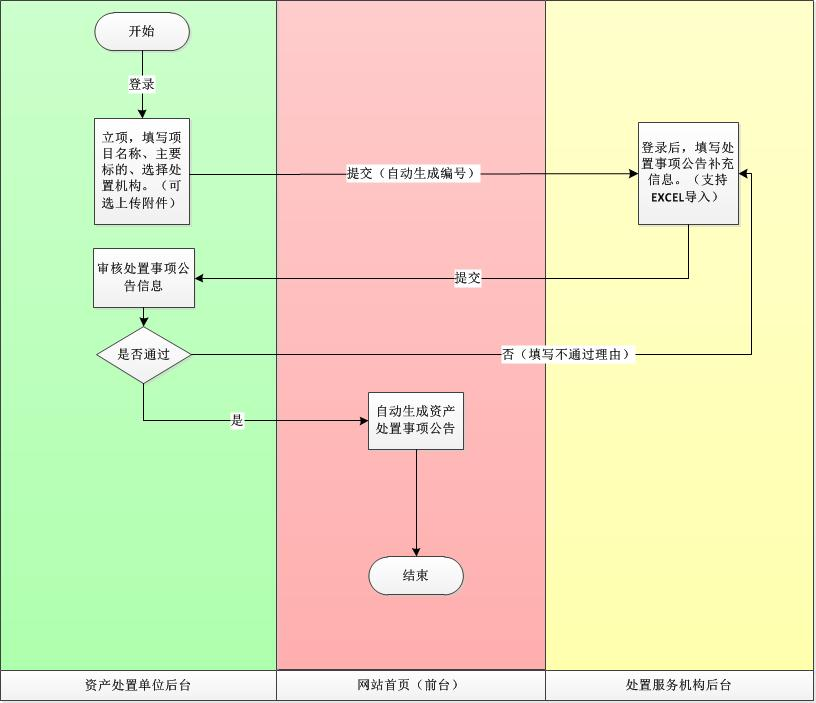 开始
登录
立项，填写项
目名称、主要
标的、选择处
置机构。（可
选上传附件）
提交（自动生成编号）
登录后，填写处
置事项公告补充
信息。（支持
EXCEL导入）
审核处置事项公
告信息
提交
是否通过
否（填写不通过理由）
是
自动生成资产
处置事项公告
结束
资产处置单位后台
网站首页（前台）
处置服务机构后台